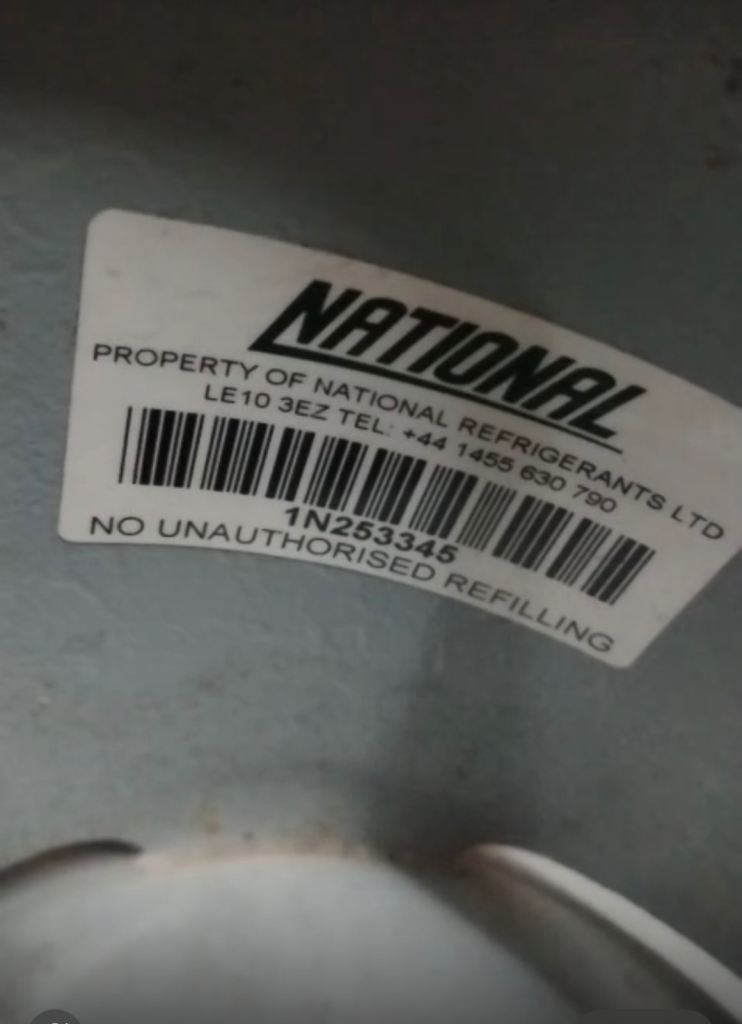 NATIONAL
PROPERTY OF NATIONAL REFRIGERANTS LTD
LE10 3EZ TEL: +44 1455 630 790
1N253345
NO UNAUTHORISED REFILLING